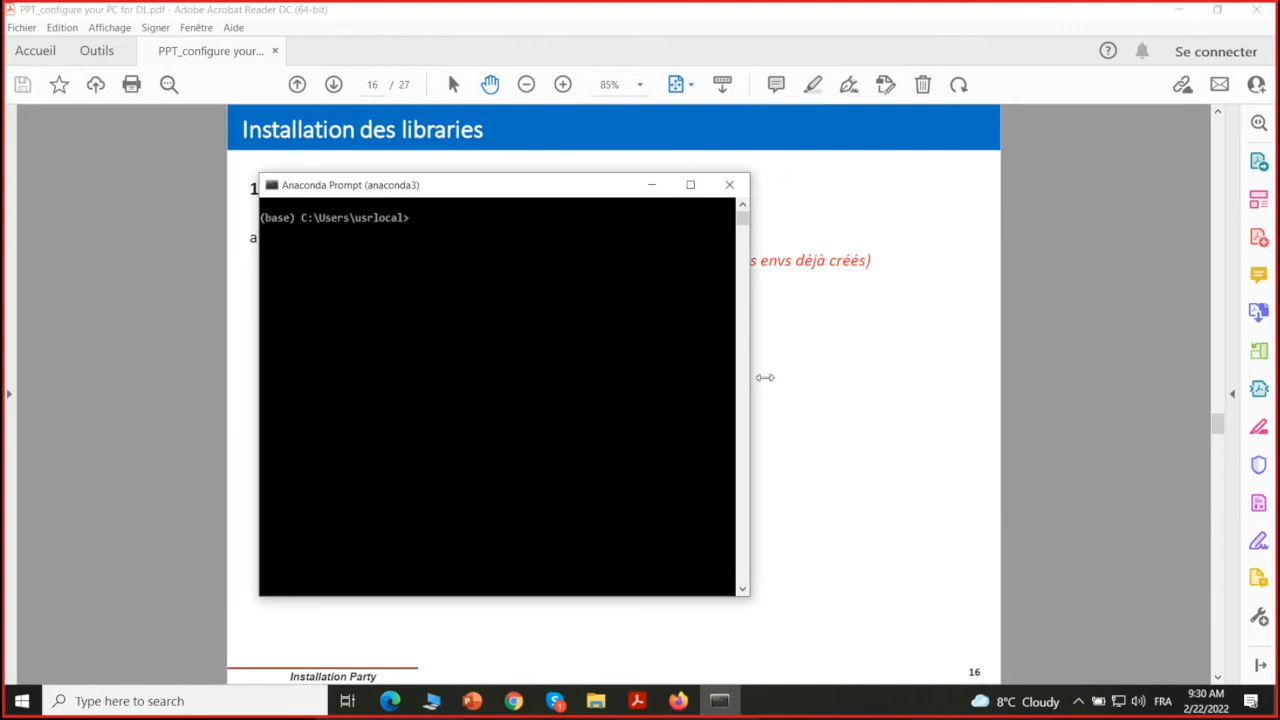 PPT_configure your PC for DL.pdf - Adobe Acrobat Reader DC (64-bit)
Fichier Edition Affichage Signer Fenêtre Aide
Accueil Outils PPT_configure your... × Se connecter
16 / 27 85%
Installation des libraries
1
Anaconda Prompt (anaconda3)
(base) C:\Users\usrlocal>
a
s envs déjà créés)
Installation Party
16
Type here to search
8°C Cloudy
FRA
9:30 AM
2/22/2022